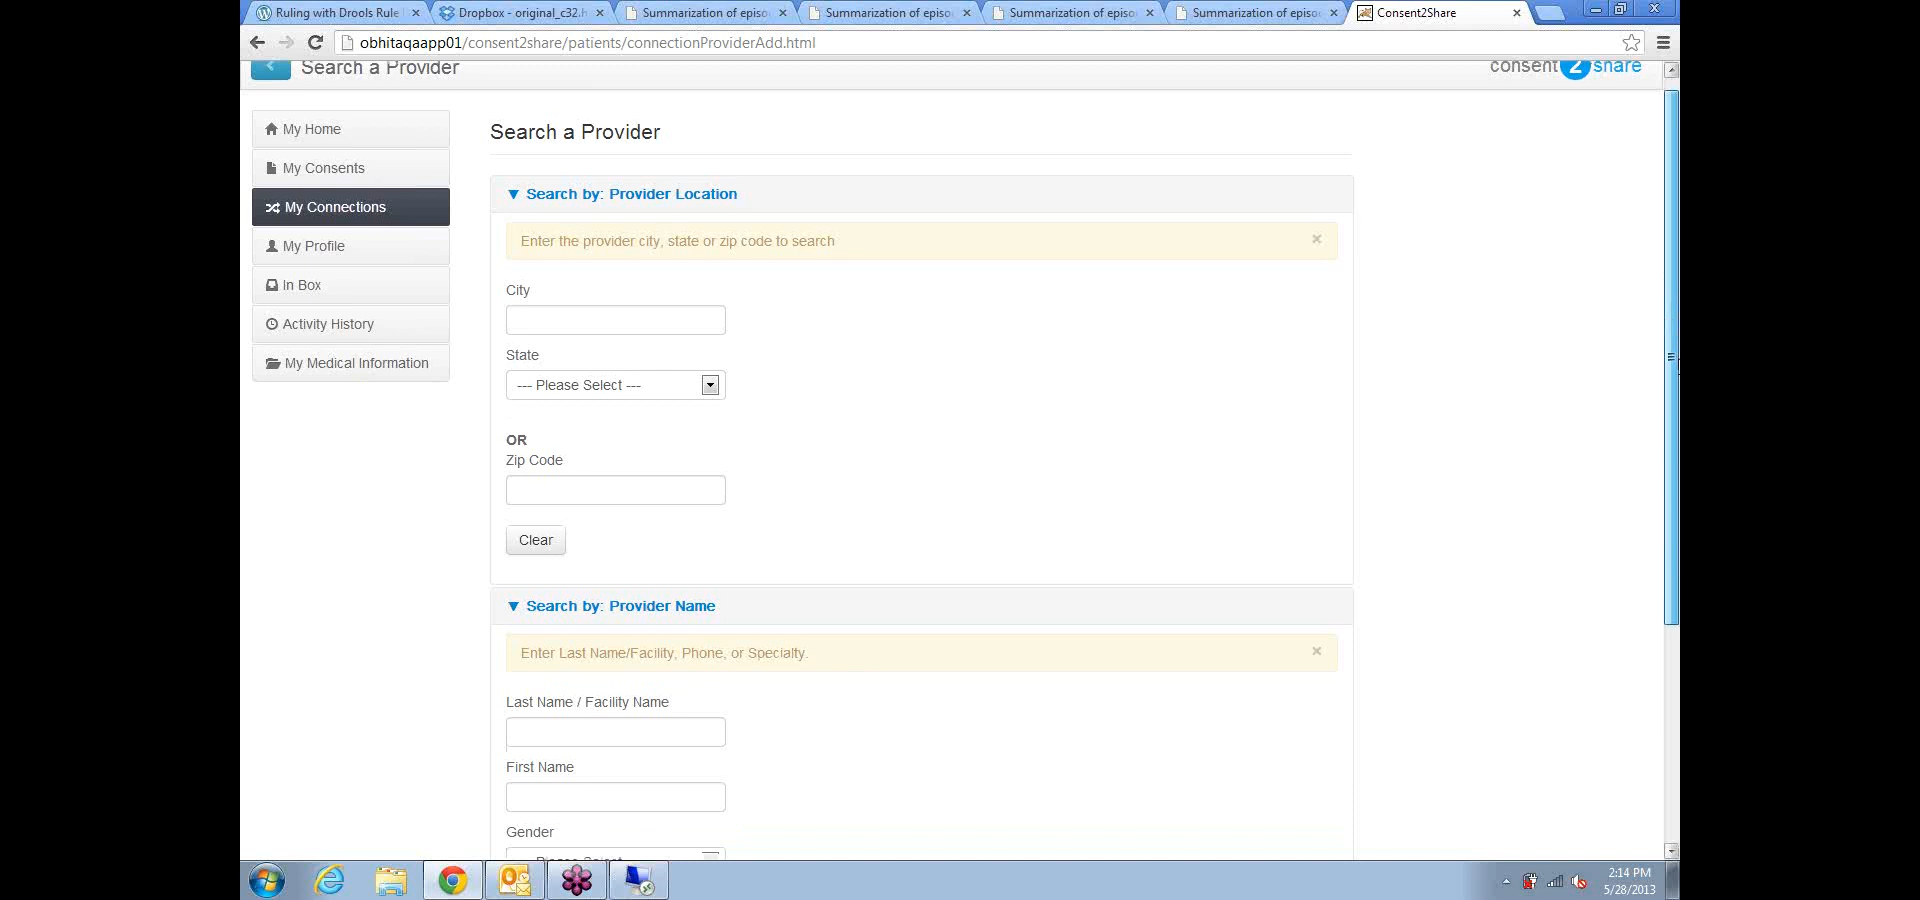 Ruling with Drools Rule
Dropbox - original_c32.h
Summarization of episo
Summarization of episo
Summarization of episo
Summarization of episo
Consent2Share
obhitaqaapp01/consent2share/patients/connectionProviderAdd.html
Search a Provider
consent 2 share
My Home
My Consents
My Connections
My Profile
In Box
Activity History
My Medical Information
Search a Provider
Search by: Provider Location
Enter the provider city, state or zip code to search
City
State
--- Please Select ---
OR
Zip Code
Clear
Search by: Provider Name
Enter Last Name/Facility, Phone, or Specialty.
Last Name / Facility Name
First Name
Gender
Please Select
2:14 PM
5/28/2013